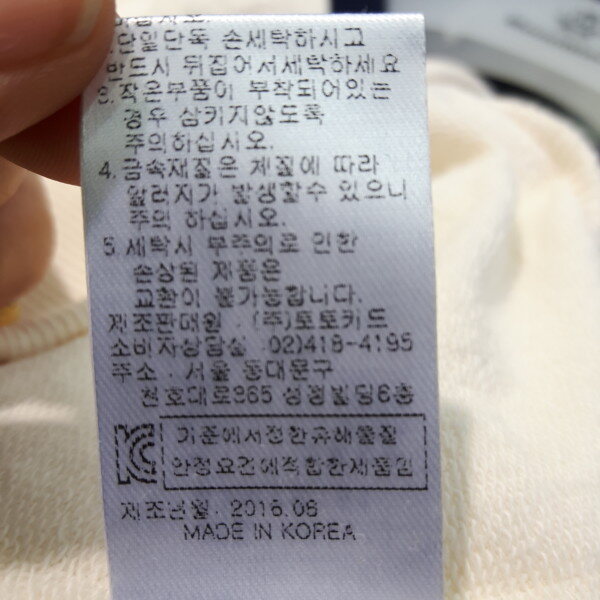 단일단독 손세탁하시고
반드시 뒤집어서세탁하세요
3. 작은부품이 부착되어있는
경우 삼키지않도록
주의하십시오.
4. 금속재질은 체질에 따라
알러지가 발생할수 있으니
주의 하십시오.
5. 세탁시 부주의로 인한
손상된 제품은
교환이 불가능합니다.
제조판매원 : (주)토토키드
소비자상담실 02)418-4195
주소 : 서울 동대문구
천호대로365 성정빌딩6층
KC 기준에서정한유해물질
안정요건에적합한제품임
제조년월 : 2016.06
MADE IN KOREA